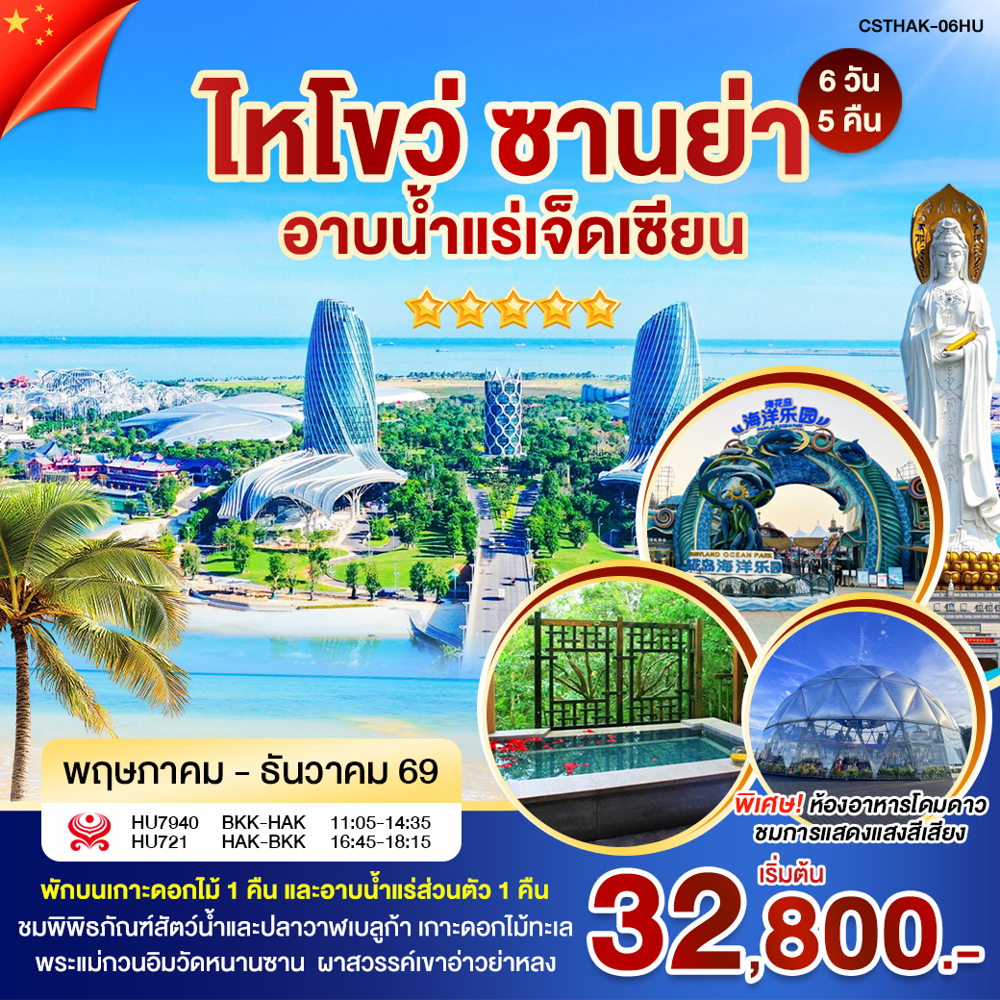 CSTHAK-06HU
6 วัน
5 คืน
ไหโขว่ ซานย่า
อาบน้ำแร่เจ็ดเซียน
海花岛
海洋乐园
FAIRYLAND OCEAN PARK
花岛海洋乐园
พฤษภาคม - ธันวาคม 69
HU7940 BKK-HAK 11:05-14:35
HU721 HAK-BKK 16:45-18:15
พิเศษ! ห้องอาหารโดมดาว
ชมการแสดงแสงสีเสียง
พักบนเกาะดอกไม้ 1 คืน และอาบน้ำแร่ส่วนตัว 1 คืน
ชมพิพิธภัณฑ์สัตว์น้ำและปลาวาฬเบลูก้า เกาะดอกไม้ทะเล
พระแม่กวนอิมวัดหนานซาน ผาสวรรค์เขาอ่าวย่าหลง
เริ่มต้น
32,800.-